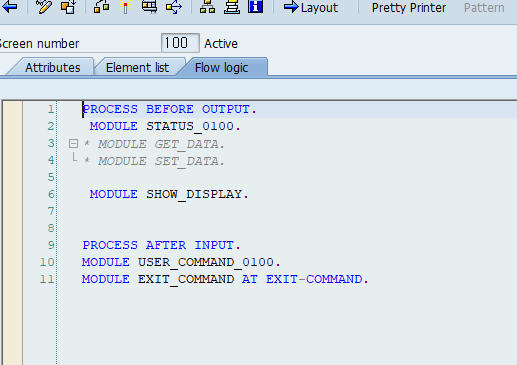 Layout Pretty Printer Pattern
Screen number 100 Active
Attributes Element list Flow logic
1 PROCESS BEFORE OUTPUT.
2 MODULE STATUS_0100.
3 * MODULE GET_DATA.
4 * MODULE SET_DATA.
5
6 MODULE SHOW_DISPLAY.
7
8
9 PROCESS AFTER INPUT.
10 MODULE USER_COMMAND_0100.
11 MODULE EXIT_COMMAND AT EXIT-COMMAND.